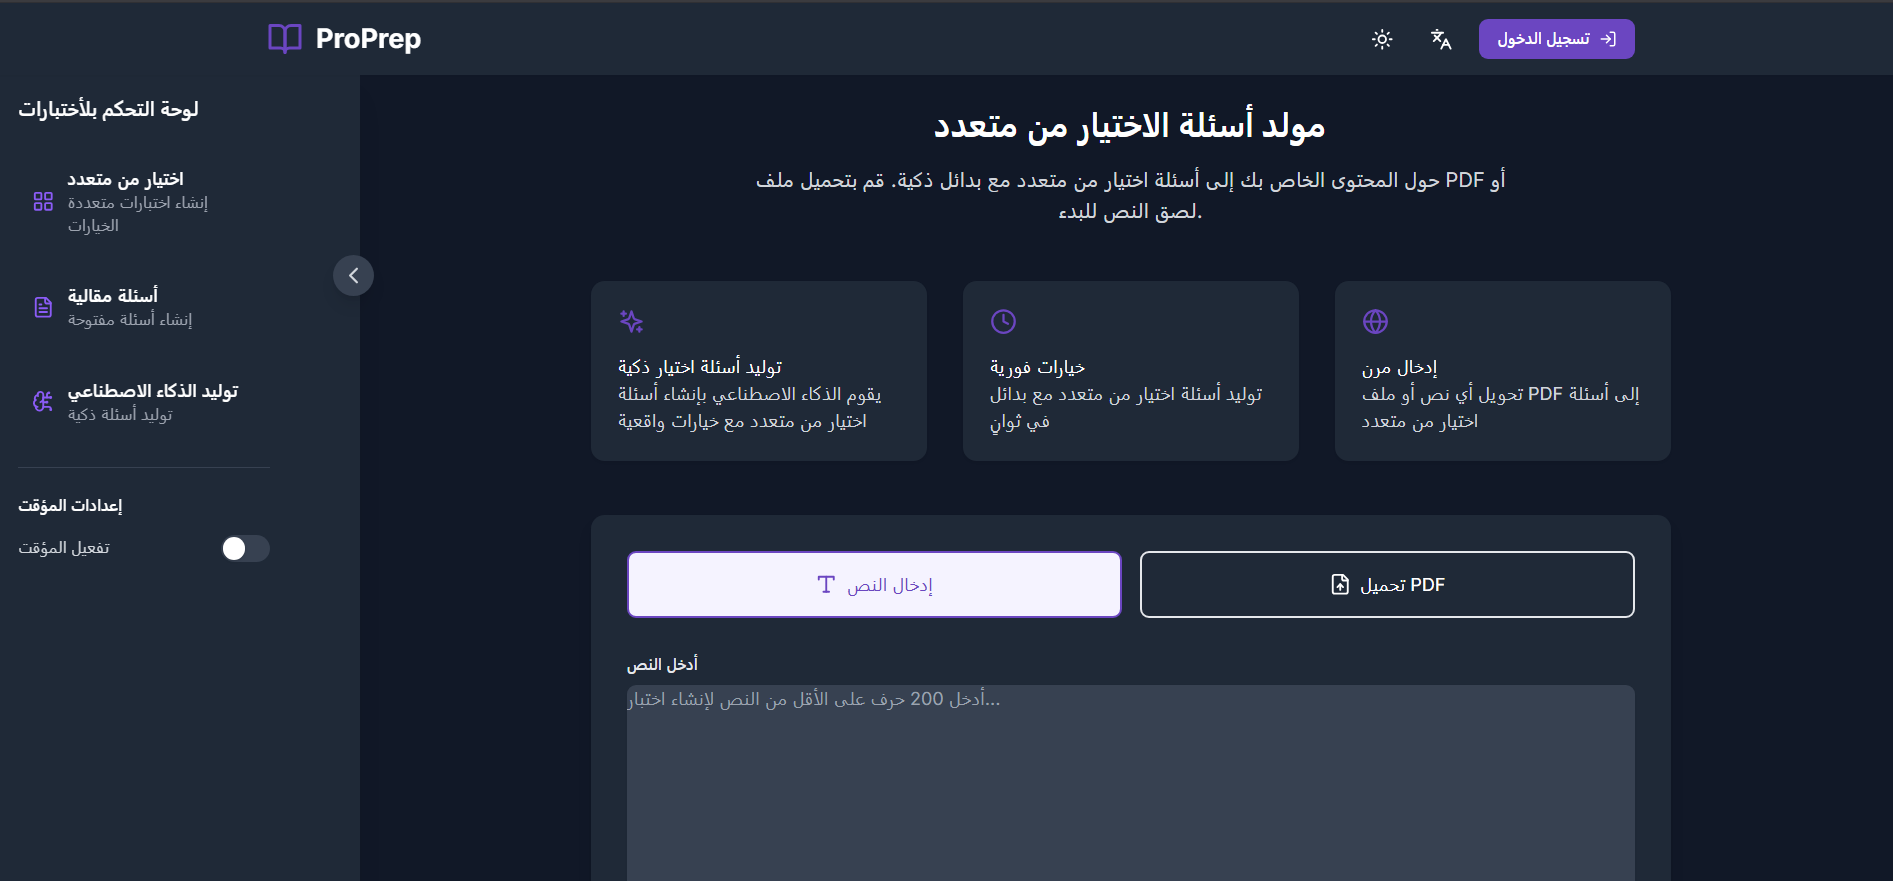 ProPrep
تسجيل الدخول
لوحة التحكم بلأختبارات
اختيار من متعدد
إنشاء اختبارات متعددة
الخيارات
أسئلة مقالية
إنشاء أسئلة مفتوحة
توليد الذكاء الاصطناعي
توليد أسئلة ذكية
إعدادات المؤقت
تفعيل المؤقت
مولد أسئلة الاختيار من متعدد
حول المحتوى الخاص بك إلى أسئلة اختيار من متعدد مع بدائل ذكية. قم بتحميل ملف PDF أو
لصق النص للبدء.
توليد أسئلة اختيار ذكية
يقوم الذكاء الاصطناعي بإنشاء أسئلة
اختيار من متعدد مع خيارات واقعية
خيارات فورية
توليد أسئلة اختيار من متعدد مع بدائل
في ثوانٍ
إدخال مرن
تحويل أي نص أو ملف PDF إلى أسئلة
اختيار من متعدد
إدخال النص
تحميل PDF
أدخل النص
أدخل 200 حرف على الأقل من النص لإنشاء اختبار...